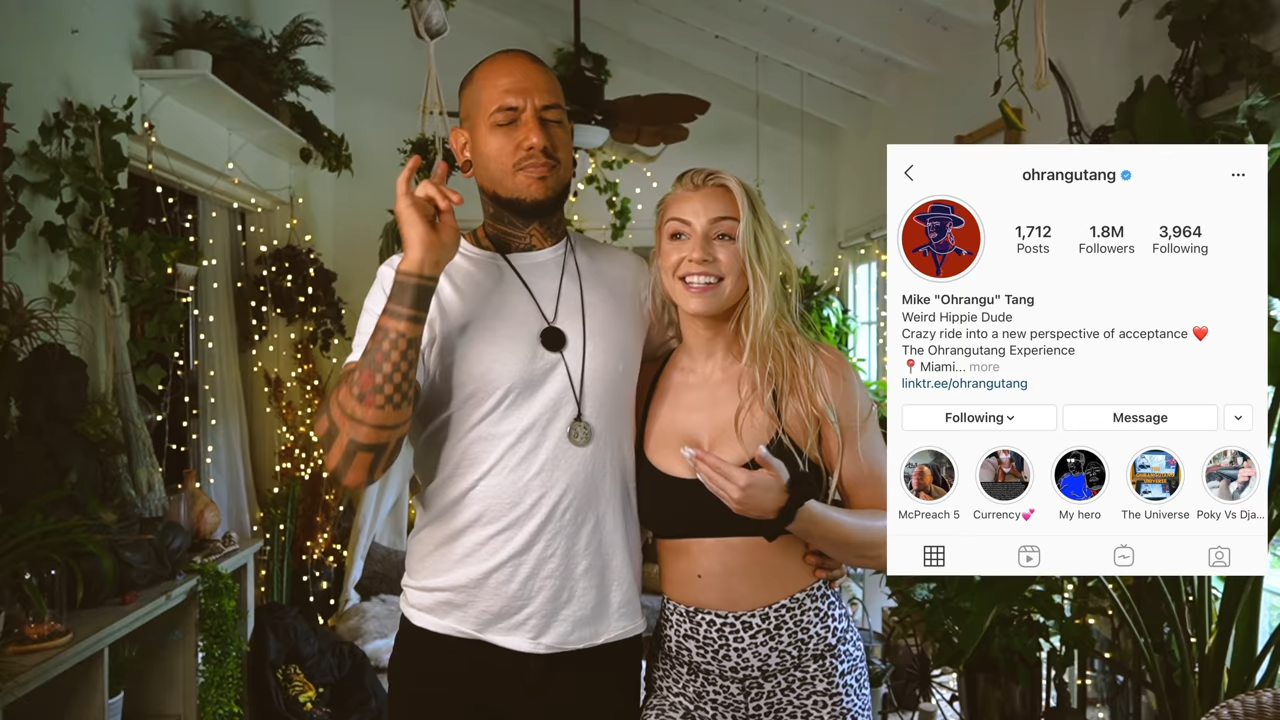 ohrangutang
1,712 1.8M 3,964
Posts Followers Following
Mike "Ohrangu" Tang
Weird Hippie Dude
Crazy ride into a new perspective of acceptance ❤️
The Ohrangutang Experience
📍 Miami... more
linktr.ee/ohrangutang
Following Message
McPreach 5 Currency💕 My hero The Universe Poky Vs Dja...